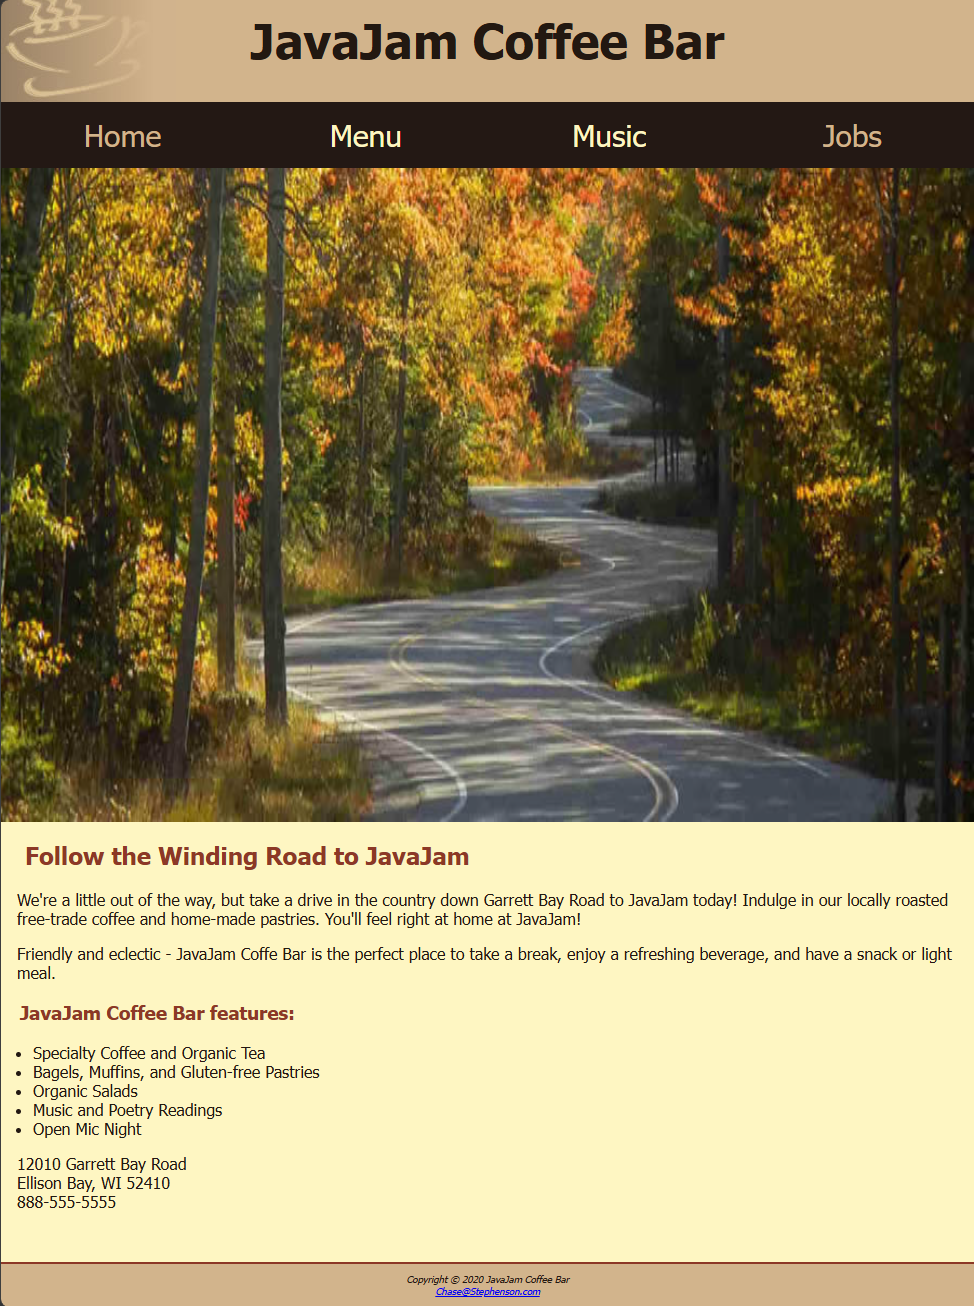 JavaJam Coffee Bar
Home Menu Music Jobs
Follow the Winding Road to JavaJam
We're a little out of the way, but take a drive in the country down Garrett Bay Road to JavaJam today! Indulge in our locally roasted
free-trade coffee and home-made pastries. You'll feel right at home at JavaJam!
Friendly and eclectic - JavaJam Coffe Bar is the perfect place to take a break, enjoy a refreshing beverage, and have a snack or light
meal.
JavaJam Coffee Bar features:
• Specialty Coffee and Organic Tea
• Bagels, Muffins, and Gluten-free Pastries
• Organic Salads
• Music and Poetry Readings
• Open Mic Night
12010 Garrett Bay Road
Ellison Bay, WI 52410
888-555-5555
Copyright © 2020 JavaJam Coffee Bar
Chase@Stephenson.com